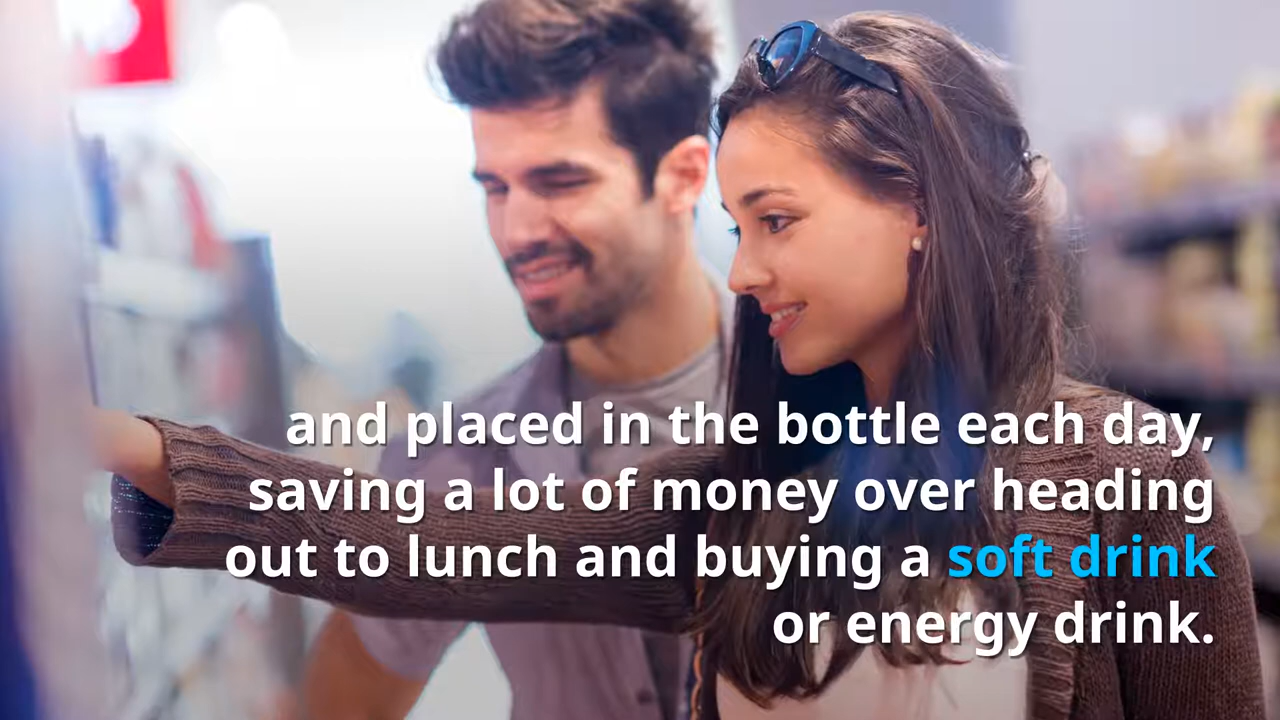 and placed in the bottle each day,
saving a lot of money over heading
out to lunch and buying a soft drink
or energy drink.